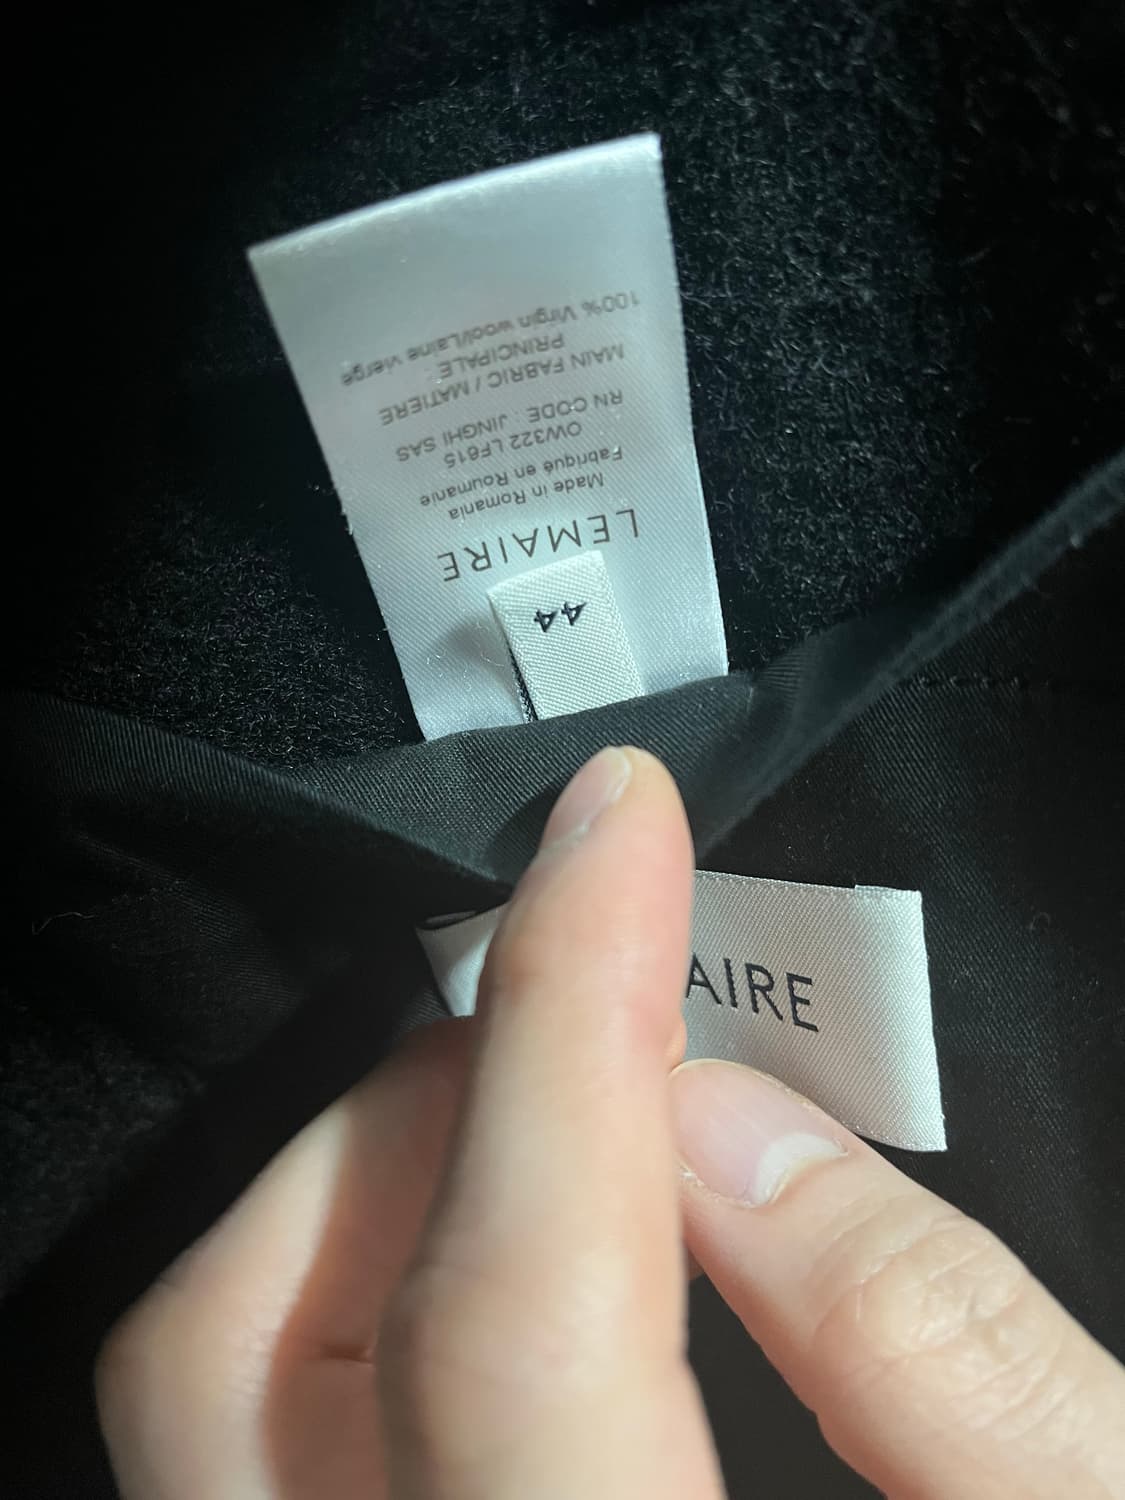 44
LEMAIRE
Made in Romania
Fabriqué en Roumanie
OW322 LF615
RN CODE : JINGHI SAS
MAIN FABRIC / MATIERE
PRINCIPALE :
100% Virgin wool/Laine vierge
AIRE